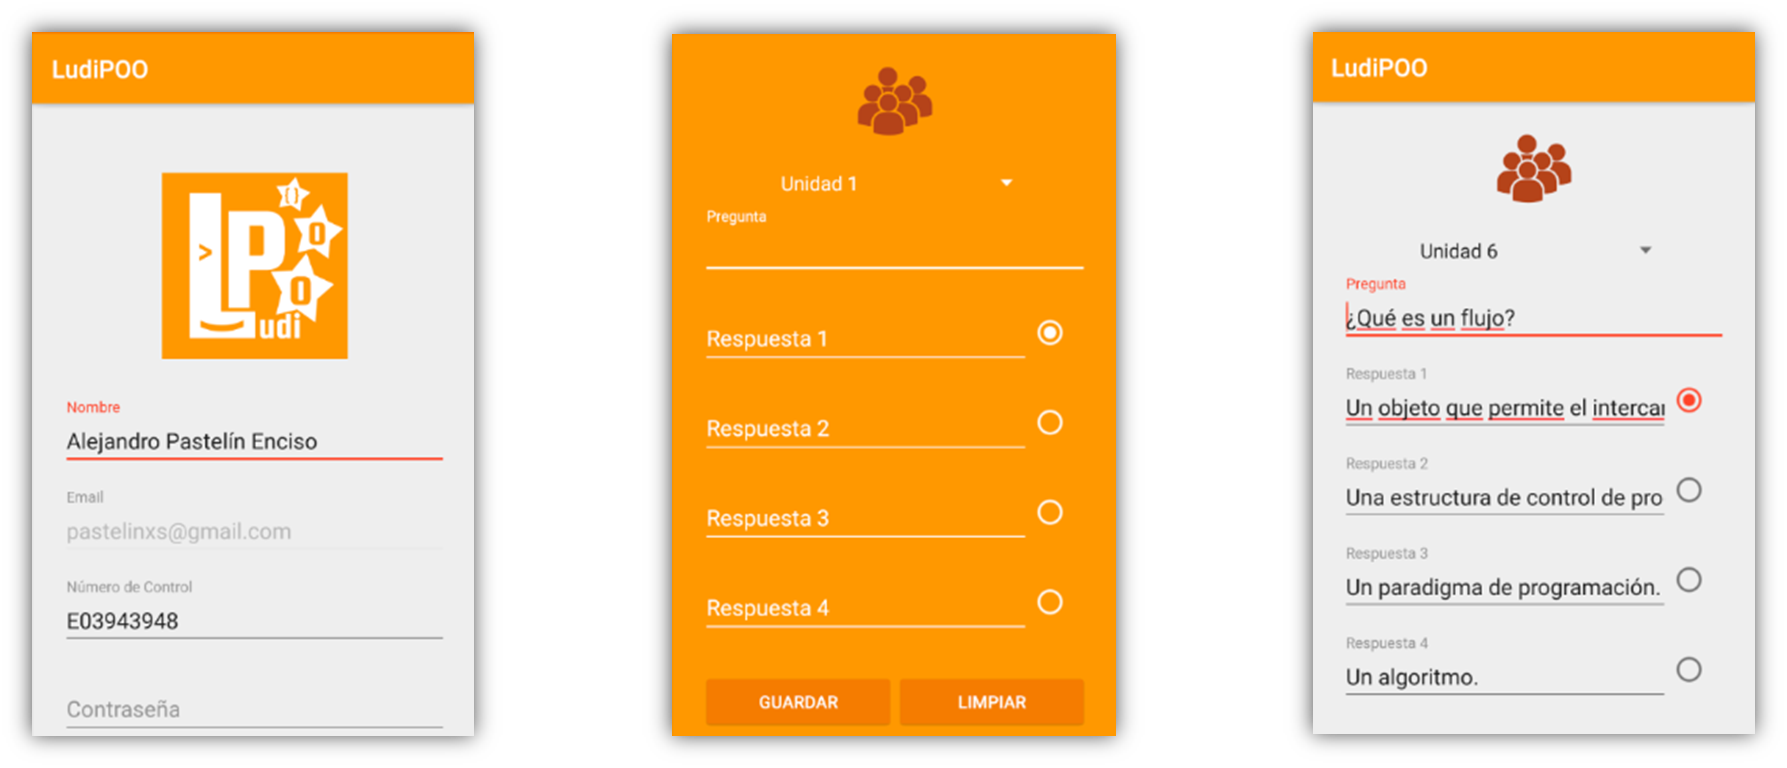 LudiPOO
{}
O
>
LP
O
udi
Nombre
Alejandro Pastelín Enciso
Email
pastelinxs@gmail.com
Número de Control
E03943948
Contraseña
Unidad 1
Pregunta
Respuesta 1
Respuesta 2
Respuesta 3
Respuesta 4
GUARDAR LIMPIAR
LudiPOO
Unidad 6
Pregunta
¿Qué es un flujo?
Respuesta 1
Un objeto que permite el intercar
Respuesta 2
Una estructura de control de pro
Respuesta 3
Un paradigma de programación.
Respuesta 4
Un algoritmo.